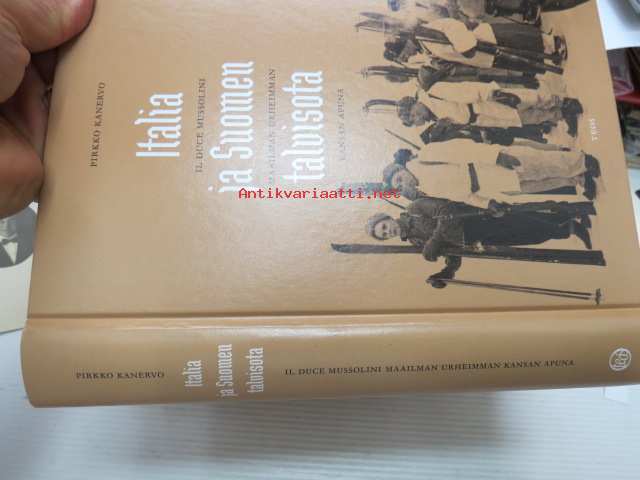 PIRKKO KANERVO
Italia
IL DUCE MUSSOLINI
ja Suomen
MAAILMAN URHEIMMAN
talvisota
KANSAN APUNA
TEOS
Antikvariaatti.net
PIRKKO KANERVO
Italia
ja Suomen
talvisota
IL DUCE MUSSOLINI MAAILMAN URHEIMMAN KANSAN APUNA